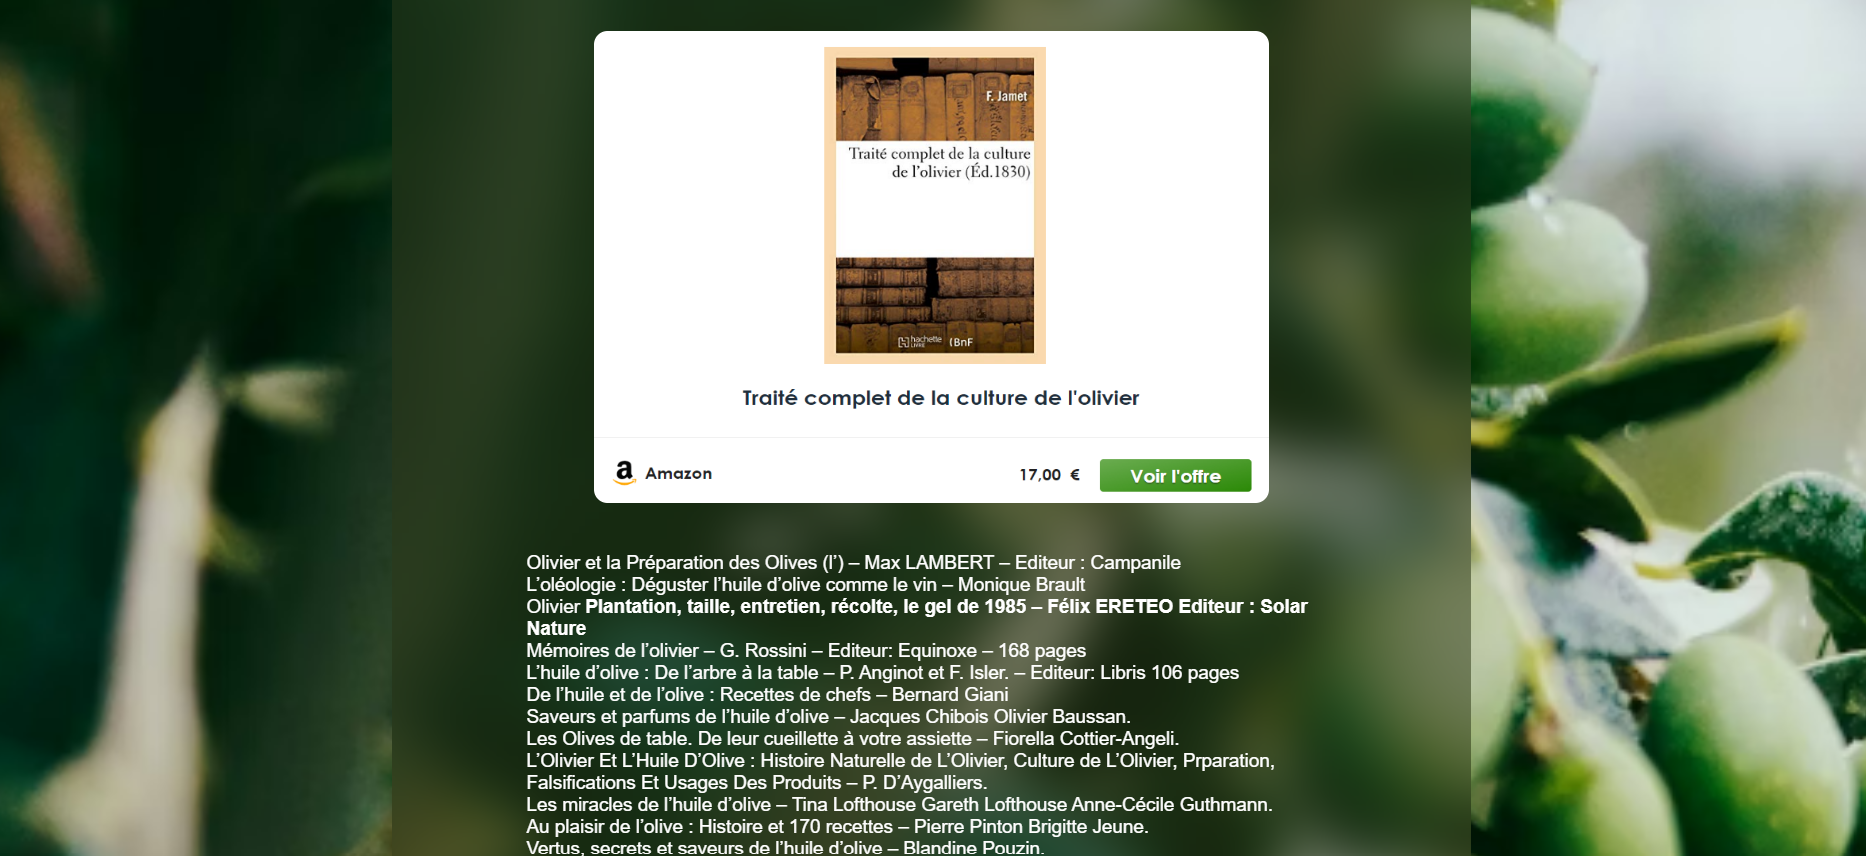 F. Jamet
Traité complet de la culture
de l'olivier (Éd.1830)
hachette
LIVRE
(BnF
Traité complet de la culture de l'olivier
a Amazon
17,00 €
Voir l'offre
Olivier et la Préparation des Olives (l’) – Max LAMBERT – Editeur : Campanile
L’oléologie : Déguster l’huile d’olive comme le vin – Monique Brault
Olivier Plantation, taille, entretien, récolte, le gel de 1985 – Félix ERETEO Editeur : Solar
Nature
Mémoires de l’olivier – G. Rossini – Editeur: Equinoxe – 168 pages
L’huile d’olive : De l’arbre à la table – P. Anginot et F. Isler. – Editeur: Libris 106 pages
De l’huile et de l’olive : Recettes de chefs – Bernard Giani
Saveurs et parfums de l’huile d’olive – Jacques Chibois Olivier Baussan.
Les Olives de table. De leur cueillette à votre assiette – Fiorella Cottier-Angeli.
L’Olivier Et L’Huile D’Olive : Histoire Naturelle de L’Olivier, Culture de L’Olivier, Prparation,
Falsifications Et Usages Des Produits – P. D’Aygalliers.
Les miracles de l’huile d’olive – Tina Lofthouse Gareth Lofthouse Anne-Cécile Guthmann.
Au plaisir de l’olive : Histoire et 170 recettes – Pierre Pinton Brigitte Jeune.
Vertus, secrets et saveurs de l’huile d’olive – Blandine Pouzin.